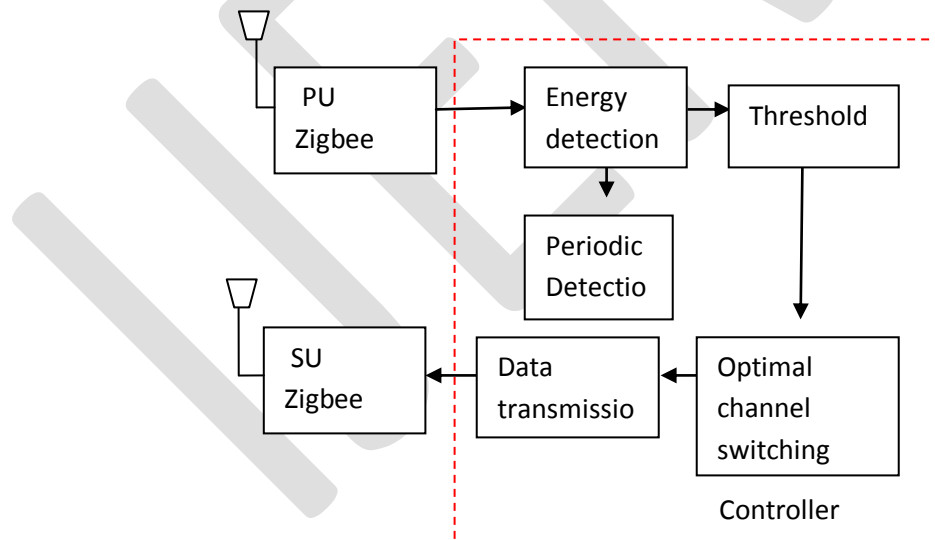 PU
Zigbee
Energy
detection
Threshold
Periodic
Detectio
SU
Zigbee
Data
transmissio
Optimal
channel
switching
Controller